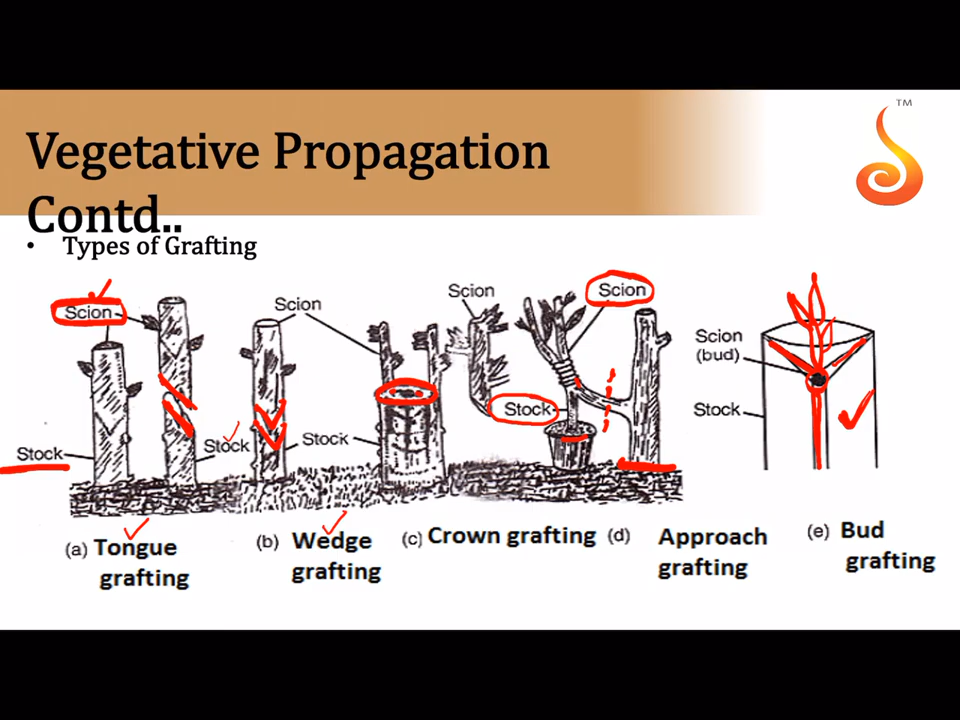 TM
Vegetative Propagation
Contd..
• Types of Grafting
Scion
Scion
Scion
Scion
Scion
(bud)
Stock
Stock
Stock
Stock
Stock
(a) Tongue
grafting
(b) Wedge
grafting
(c) Crown grafting
(d) Approach
grafting
(e) Bud
grafting